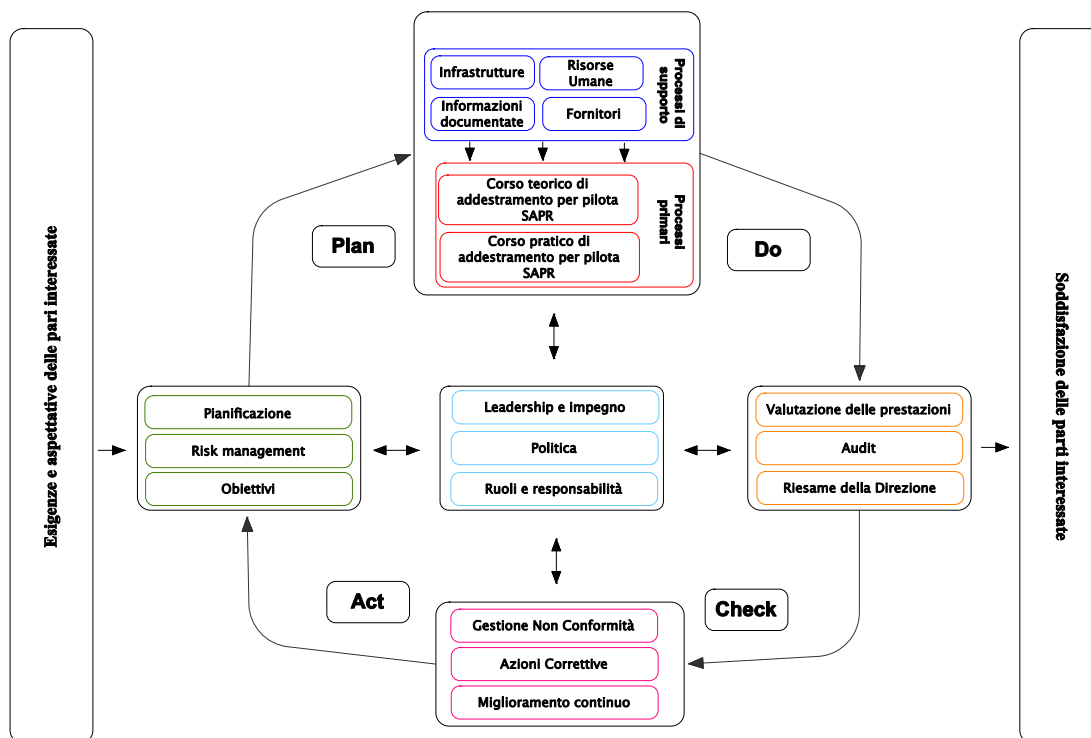 Esigenze e aspettative delle pari interessate
Infrastrutture
Risorse
Umane
Informazioni
documentate
Fornitori
Processi di
supporto
Corso teorico di
addestramento per pilota
SAPR
Corso pratico di
addestramento per pilota
SAPR
Processi
primari
Plan
Do
Pianificazione
Risk management
Obiettivi
Leadership e impegno
Politica
Ruoli e responsabilità
Valutazione delle prestazioni
Audit
Riesame della Direzione
Act
Check
Gestione Non Conformità
Azioni Correttive
Miglioramento continuo
Soddisfazione delle parti interessate